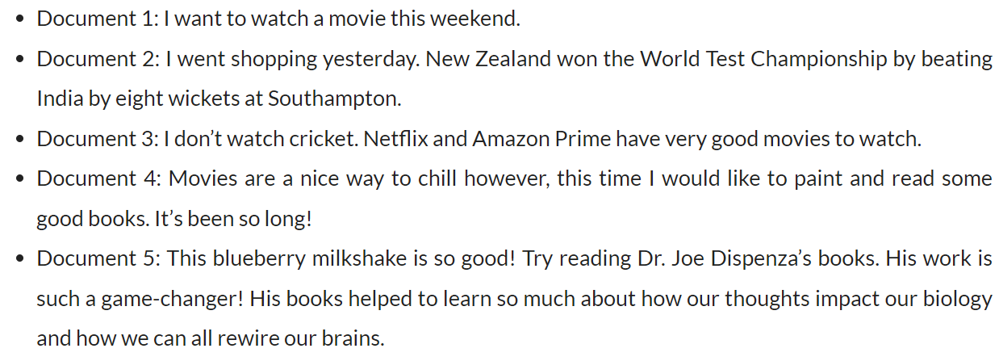 • Document 1: I want to watch a movie this weekend.
• Document 2: I went shopping yesterday. New Zealand won the World Test Championship by beating
India by eight wickets at Southampton.
• Document 3: I don’t watch cricket. Netflix and Amazon Prime have very good movies to watch.
• Document 4: Movies are a nice way to chill however, this time I would like to paint and read some
good books. It’s been so long!
• Document 5: This blueberry milkshake is so good! Try reading Dr. Joe Dispenza’s books. His work is
such a game-changer! His books helped to learn so much about how our thoughts impact our biology
and how we can all rewire our brains.